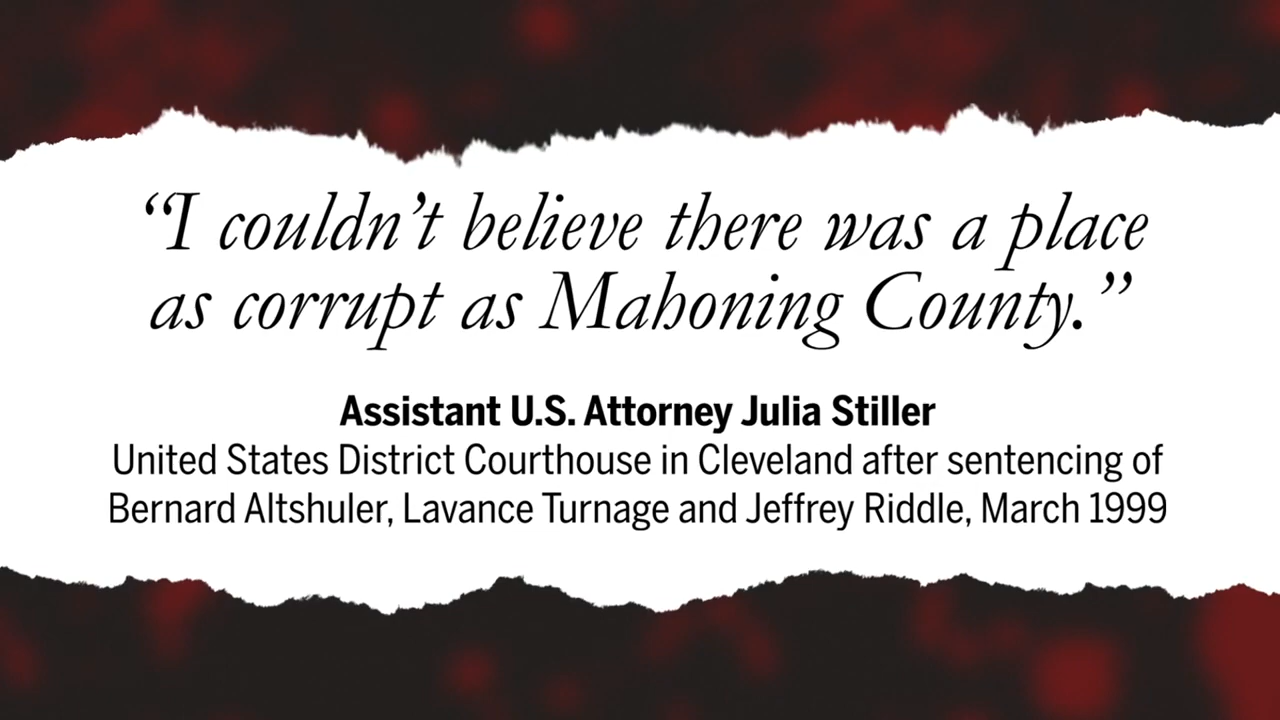 “I couldn’t believe there was a place
as corrupt as Mahoning County.”
Assistant U.S. Attorney Julia Stiller
United States District Courthouse in Cleveland after sentencing of
Bernard Altshuler, Lavance Turnage and Jeffrey Riddle, March 1999